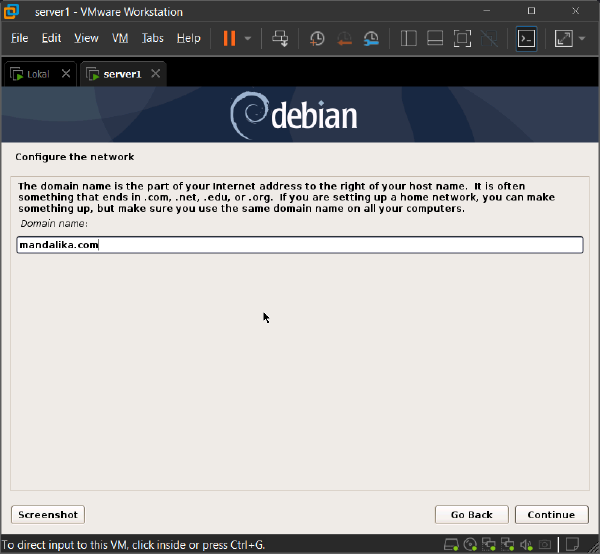 server1 - VMware Workstation
File Edit View VM Tabs Help
Lokal server1
debian
Configure the network
The domain name is the part of your Internet address to the right of your host name. It is often
something that ends in .com, .net, .edu, or .org. If you are setting up a home network, you can make
something up, but make sure you use the same domain name on all your computers.
Domain name:
mandalika.com
Screenshot Go Back Continue
To direct input to this VM, click inside or press Ctrl+G.